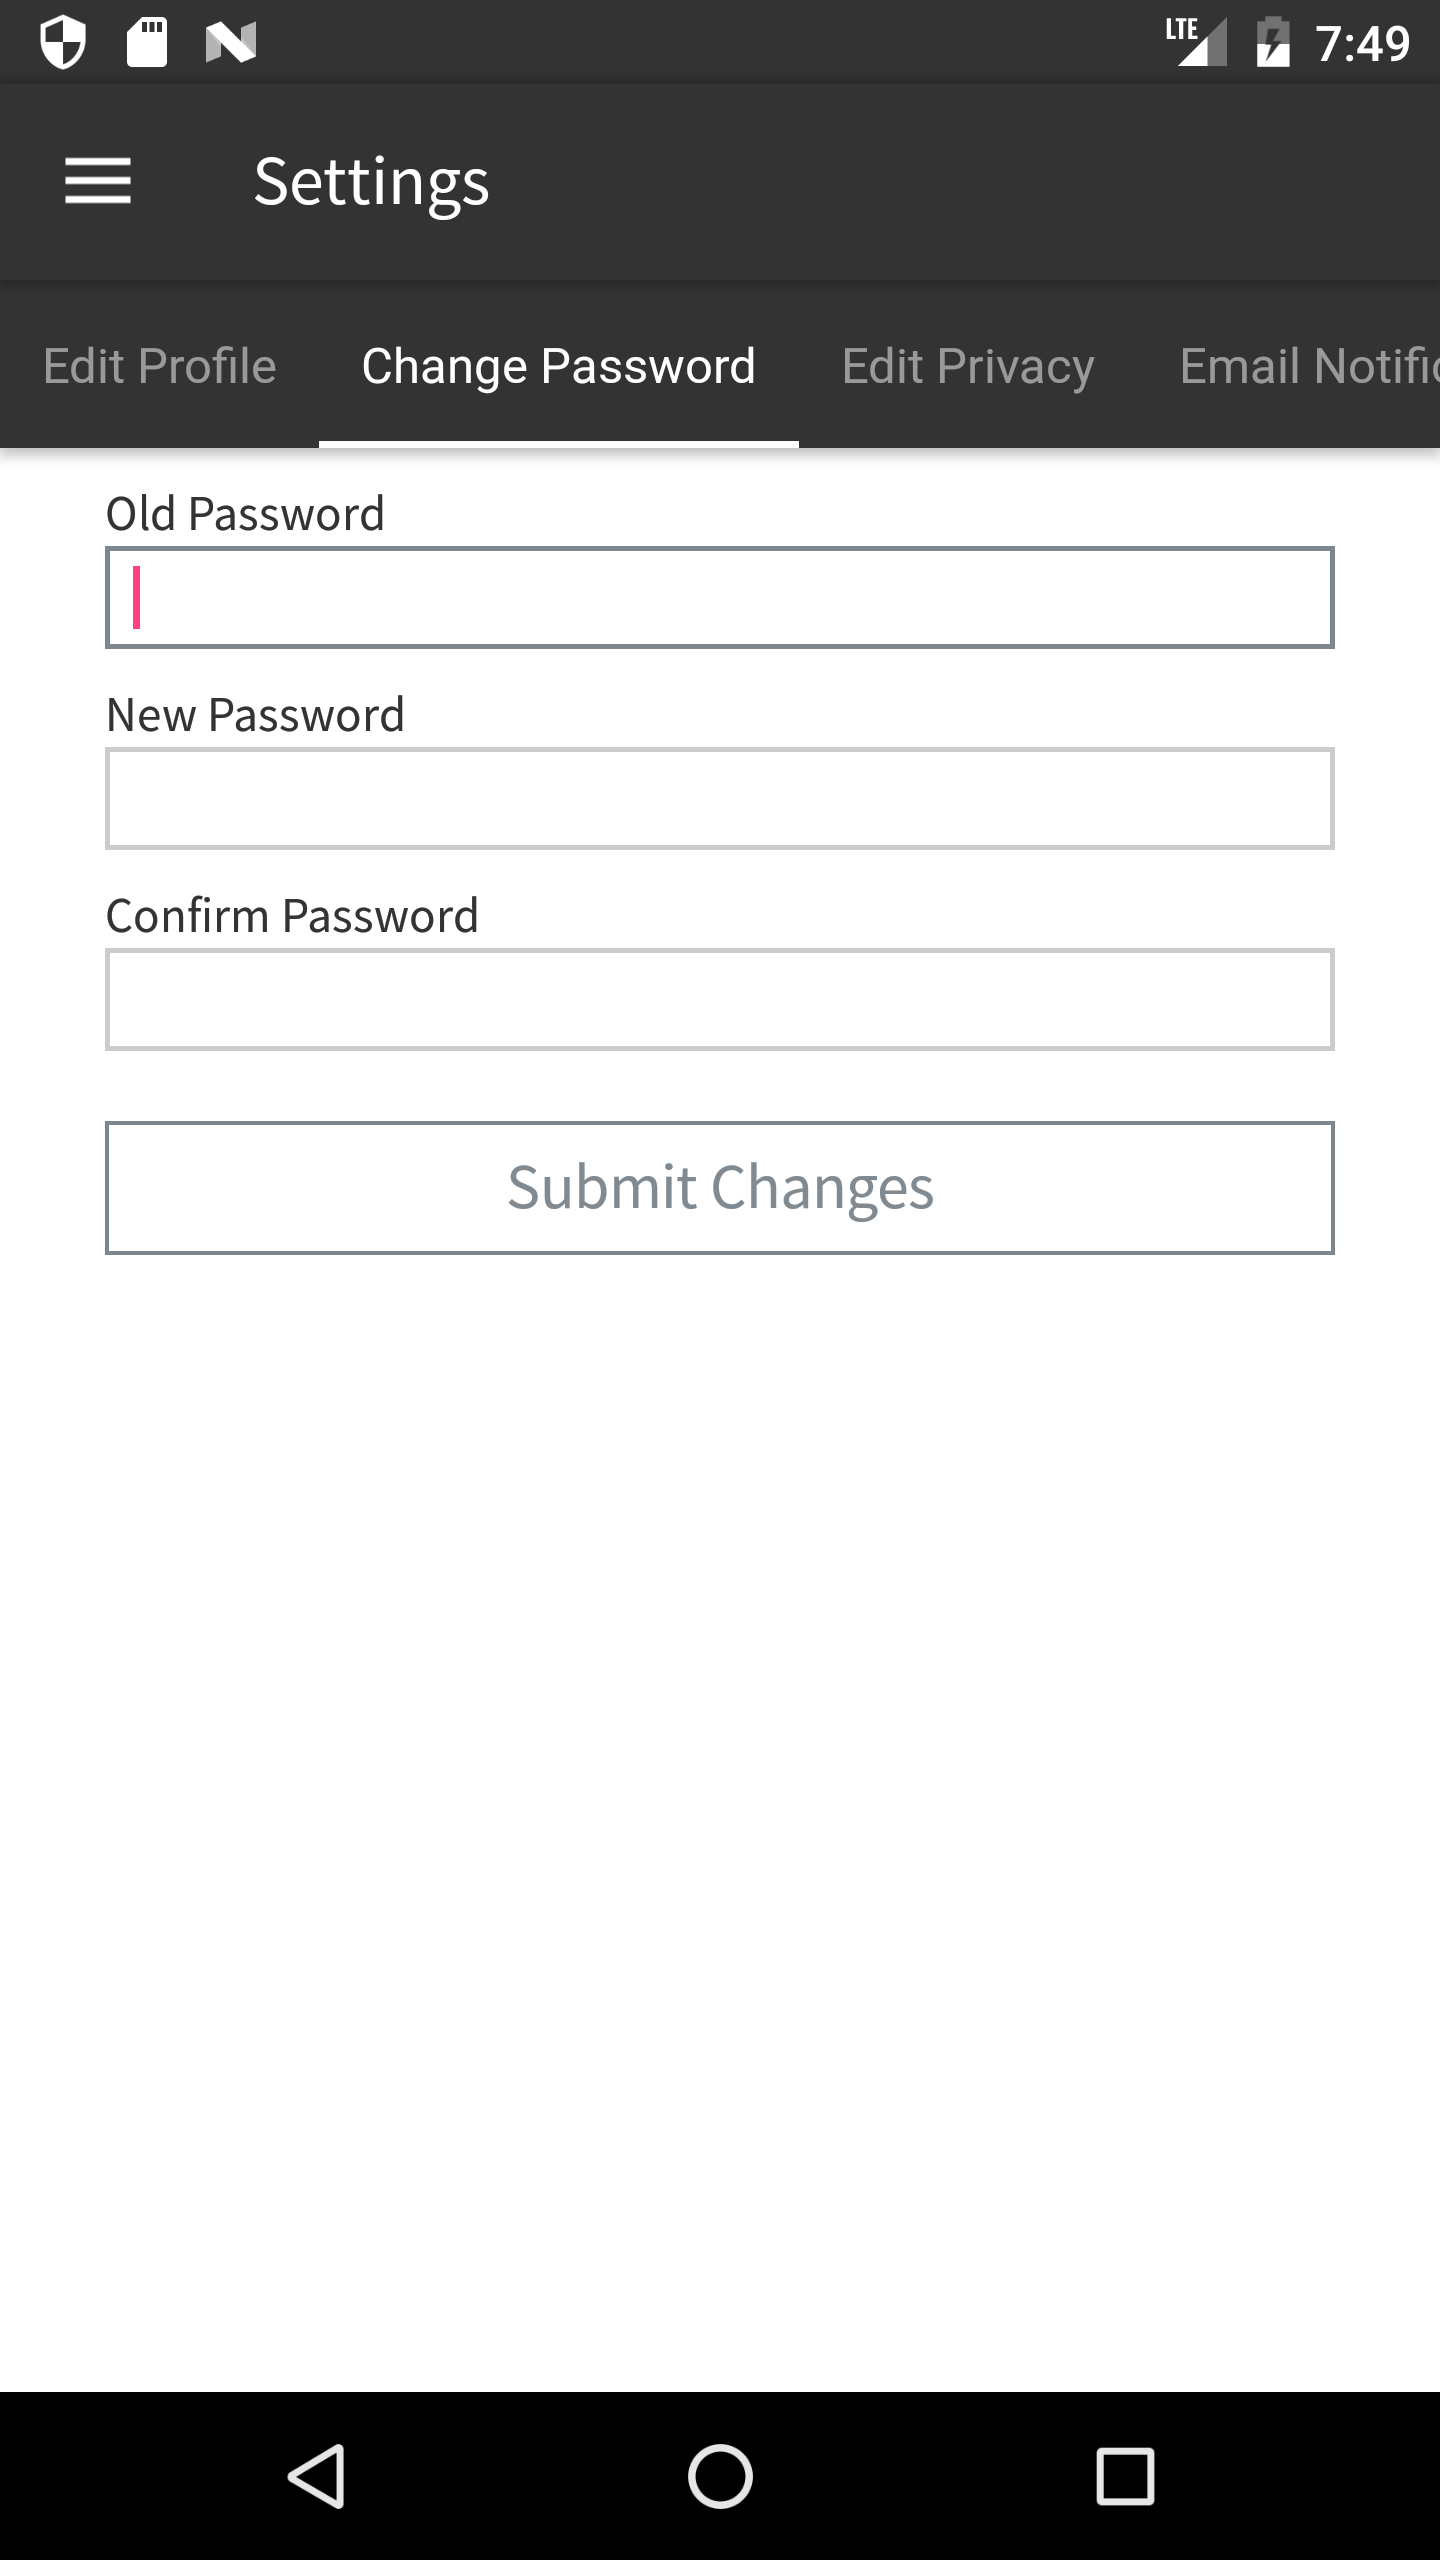 LTE 7:49
Settings
Edit Profile Change Password Edit Privacy Email Notific
Old Password
New Password
Confirm Password
Submit Changes